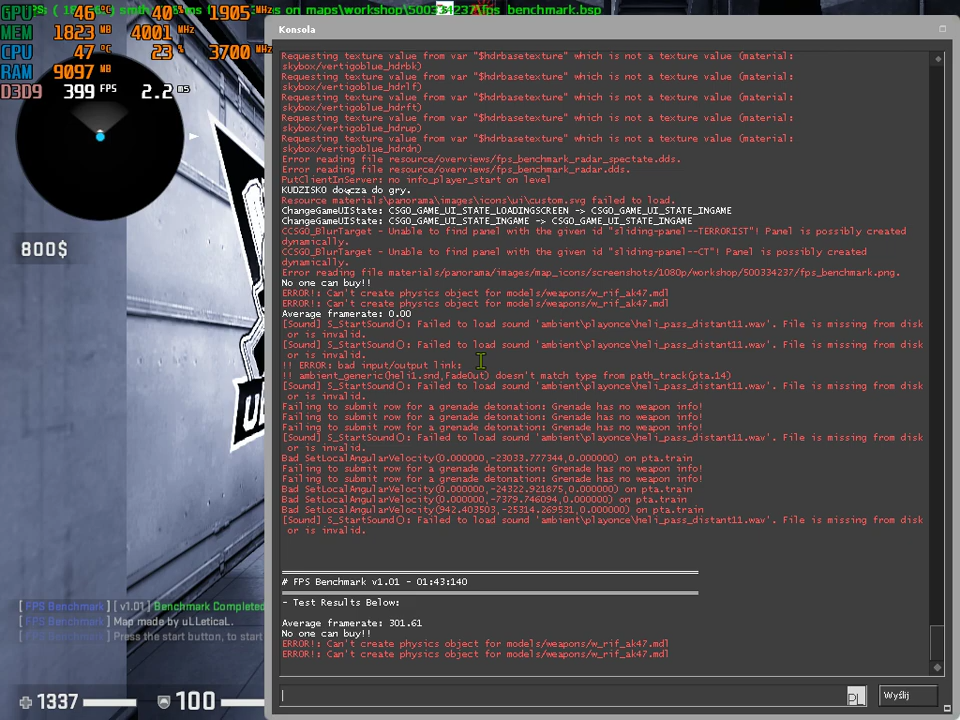 on maps\workshop\500334237\fps_benchmark.bsp
GPU 46 °C 40 % 1905 MHz
MEM 1823 MB 4001 MHz
CPU 47 °C 23 % 3700 MHz
RAM 9097 MB
D3D9 399 FPS 2.2 ms
800$
Konsola
Requesting texture value from var "$hdrbasetexture" which is not a texture value (material:
skybox/vertigoblue_hdrbk)
Requesting texture value from var "$hdrbasetexture" which is not a texture value (material:
skybox/vertigoblue_hdrlf)
Requesting texture value from var "$hdrbasetexture" which is not a texture value (material:
skybox/vertigoblue_hdrft)
Requesting texture value from var "$hdrbasetexture" which is not a texture value (material:
skybox/vertigoblue_hdrup)
Requesting texture value from var "$hdrbasetexture" which is not a texture value (material:
skybox/vertigoblue_hdrdn)
Error reading file resource/overviews/fps_benchmark_radar_spectate.dds.
Error reading file resource/overviews/fps_benchmark_radar.dds.
PutClientInServer: no info_player_start on level
KUDZISKO dołącza do gry.
Resource materials\panorama\images\icons\ui\custom.svg failed to load.
ChangeGameUIState: CSGO_GAME_UI_STATE_LOADINGSCREEN -> CSGO_GAME_UI_STATE_INGAME
ChangeGameUIState: CSGO_GAME_UI_STATE_INGAME -> CSGO_GAME_UI_STATE_INGAME
CCSGO_BlurTarget - Unable to find panel with the given id "sliding-panel--TERRORIST"! Panel is possibly created
dynamically.
CCSGO_BlurTarget - Unable to find panel with the given id "sliding-panel--CT"! Panel is possibly created
dynamically.
Error reading file materials/panorama/images/map_icons/screenshots/1080p/workshop/500334237/fps_benchmark.png.
No one can buy!!
ERROR!: Can't create physics object for models/weapons/w_rif_ak47.mdl
ERROR!: Can't create physics object for models/weapons/w_rif_ak47.mdl
Average framerate: 0.00
[Sound] S_StartSound(): Failed to load sound 'ambient\playonce\heli_pass_distant11.wav'. File is missing from disk
or is invalid.
[Sound] S_StartSound(): Failed to load sound 'ambient\playonce\heli_pass_distant11.wav'. File is missing from disk
or is invalid.
!! ERROR: bad input/output link:
!! ambient_generic(heli1.snd,FadeOut) doesn't match type from path_track(pta.14)
[Sound] S_StartSound(): Failed to load sound 'ambient\playonce\heli_pass_distant11.wav'. File is missing from disk
or is invalid.
Failing to submit row for a grenade detonation: Grenade has no weapon info!
Failing to submit row for a grenade detonation: Grenade has no weapon info!
Failing to submit row for a grenade detonation: Grenade has no weapon info!
[Sound] S_StartSound(): Failed to load sound 'ambient\playonce\heli_pass_distant11.wav'. File is missing from disk
or is invalid.
Bad SetLocalAngularVelocity(0.000000,-23033.777344,0.000000) on pta.train
Failing to submit row for a grenade detonation: Grenade has no weapon info!
Failing to submit row for a grenade detonation: Grenade has no weapon info!
Bad SetLocalAngularVelocity(0.000000,-24322.921875,0.000000) on pta.train
Bad SetLocalAngularVelocity(0.000000,-7379.746094,0.000000) on pta.train
Bad SetLocalAngularVelocity(942.403503,-25314.269531,0.000000) on pta.train
[Sound] S_StartSound(): Failed to load sound 'ambient\playonce\heli_pass_distant11.wav'. File is missing from disk
or is invalid.
# FPS Benchmark v1.01 - 01:43:140
- Test Results Below:
Average framerate: 301.61
No one can buy!!
ERROR!: Can't create physics object for models/weapons/w_rif_ak47.mdl
ERROR!: Can't create physics object for models/weapons/w_rif_ak47.mdl
[ FPS Benchmark ] [ v1.01 ] Benchmark Completed
[ FPS Benchmark ] Map made by uLLeticaL..
[ FPS Benchmark ] Press the start button, to start
1337
100
PL
Wyślij